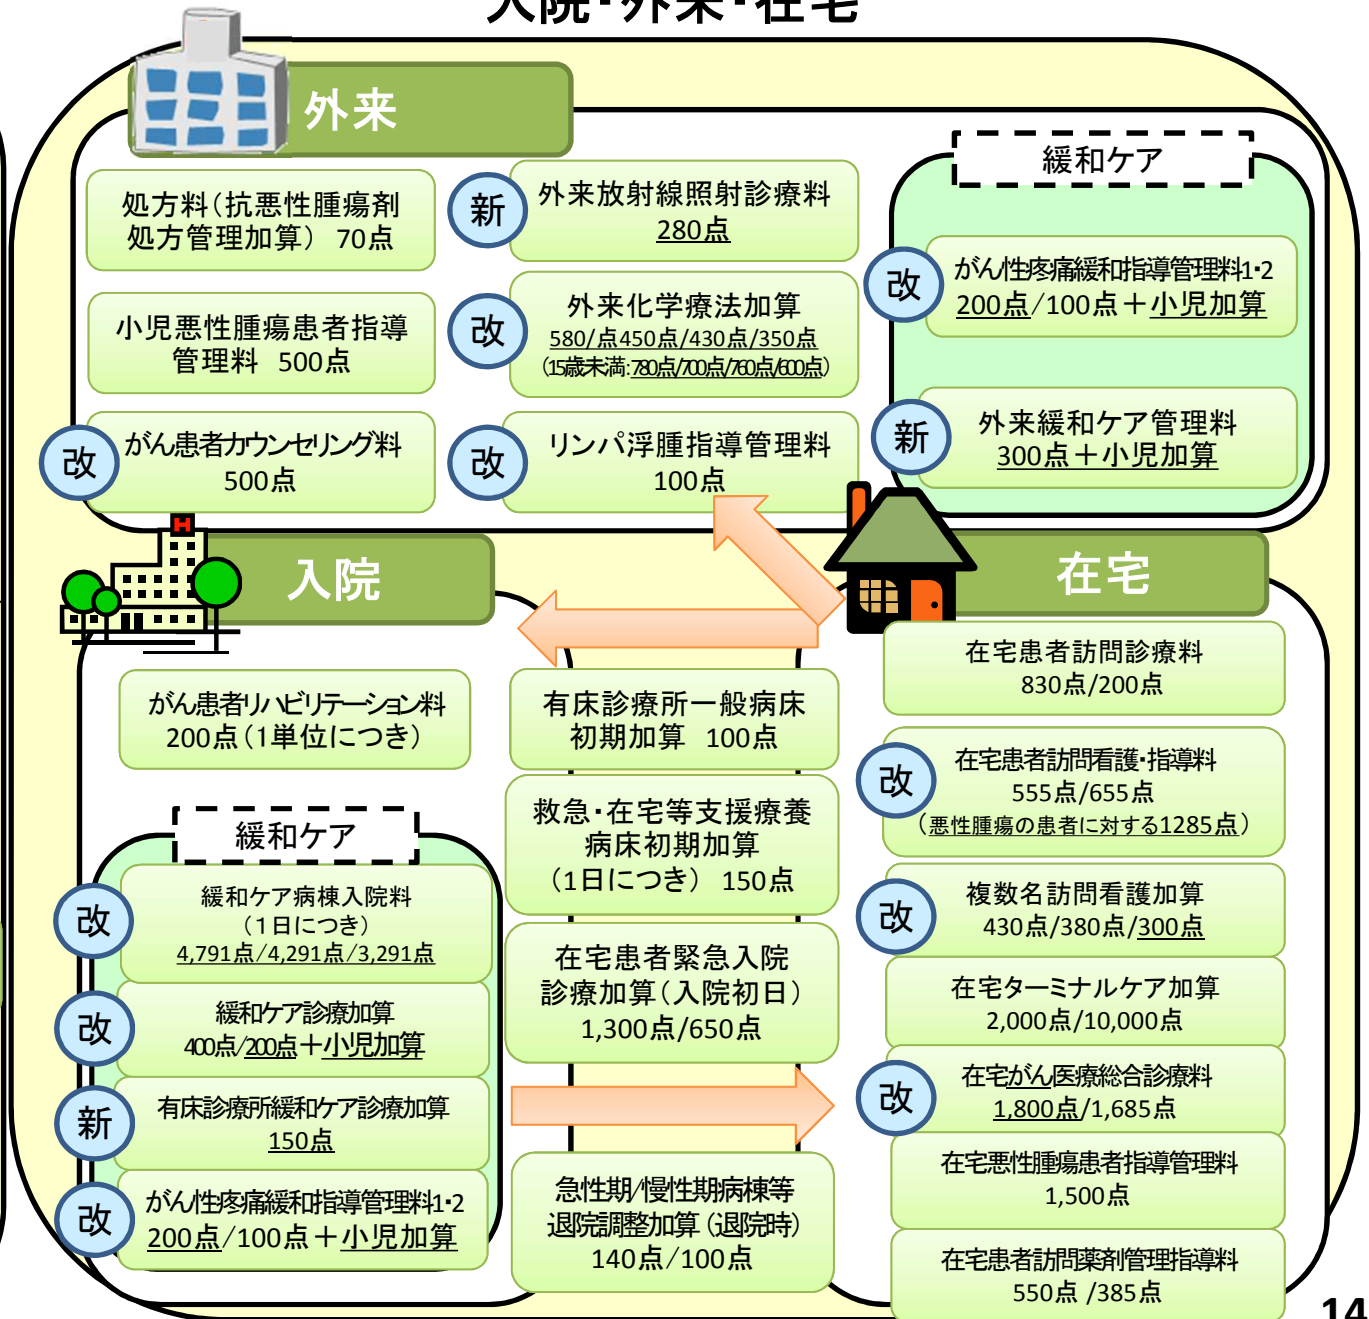 入院・外来・在宅
外来
処方料（抗悪性腫瘍剤
処方管理加算） 70点
小児悪性腫瘍患者指導
管理料 500点
改
がん患者カウンセリング料
500点
新
外来放射線照射診療料
280点
改
外来化学療法加算
580/点450点/430点/350点
（15歳未満:780点/700点/760点/600点）
改
リンパ浮腫指導管理料
100点
緩和ケア
改
がん性疼痛緩和指導管理料1・2
200点/100点＋小児加算
新
外来緩和ケア管理料
300点＋小児加算
H
入院
がん患者リハビリテーション料
200点（1単位につき）
緩和ケア
改
緩和ケア病棟入院料
（1日につき）
4,791点/4,291点/3,291点
改
緩和ケア診療加算
400点/200点＋小児加算
新
有床診療所緩和ケア診療加算
150点
改
がん性疼痛緩和指導管理料1・2
200点/100点＋小児加算
有床診療所一般病床
初期加算 100点
救急・在宅等支援療養
病床初期加算
（1日につき） 150点
在宅患者緊急入院
診療加算（入院初日）
1,300点/650点
急性期/慢性期病棟等
退院調整加算（退院時）
140点/100点
在宅
在宅患者訪問診療料
830点/200点
改
在宅患者訪問看護・指導料
555点/655点
（悪性腫瘍の患者に対する1285点）
改
複数名訪問看護加算
430点/380点/300点
在宅ターミナルケア加算
2,000点/10,000点
改
在宅がん医療総合診療料
1,800点/1,685点
在宅悪性腫瘍患者指導管理料
1,500点
在宅患者訪問薬剤管理指導料
550点 /385点
14